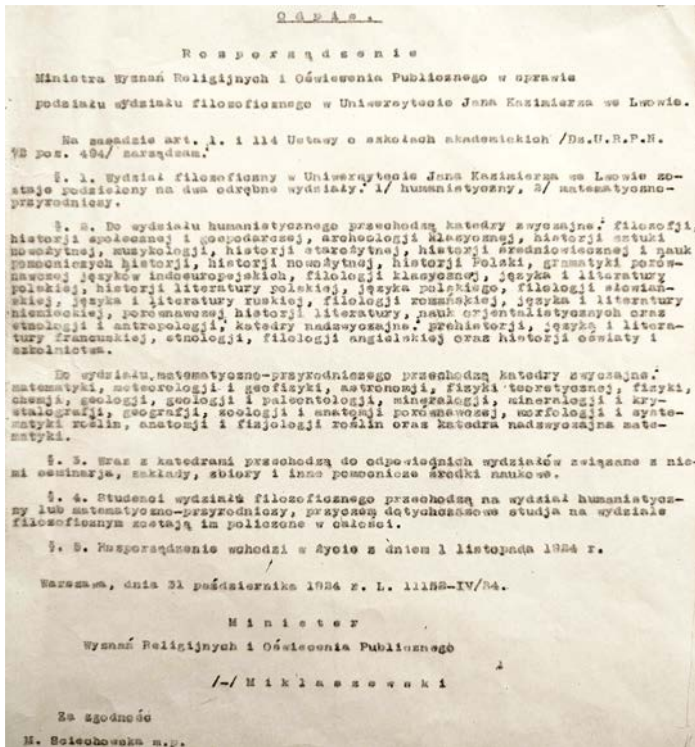 O d p i s .
R o z p o r z ą d z e n i e
Ministra Wyznań Religijnych i Oświecenia Publicznego w sprawie
podziału wydziału filozoficznego w Uniwersytecie Jana Kazimierza we Lwowie.
Na zasadzie art. 1. i 114 Ustawy o szkołach akademickich /Dz.U.R.P.N.
72 poz. 494/ zarządzam:
§. 1. Wydział filozoficzny w Uniwersytecie Jana Kazimierza we Lwowie zo-
staje podzielony na dwa odrębne wydziały: 1/ humanistyczny, 2/ matematyczno-
przyrodniczy.
§. 2. Do wydziału humanistycznego przechodzą katedry zwyczajne: filozofji,
historji społecznej i gospodarczej, archeologji klasycznej, historji sztuki
nowożytnej, muzykologji, historji starożytnej, historji średniowiecznej i nauk
pomocniczych historji, historji nowożytnej, historji Polski, gramatyki porów-
nawczej języków indoeuropejskich, filologji klasycznej, języka i literatury
polskiej, historji literatury polskiej, języka polskiego, filologji słowiań-
skiej, języka i literatury ruskiej, filologji romańskiej, języka i literatury
niemieckiej, porównawczej historji literatury, nauk orjentalistycznych oraz
etnologji i antropologji, katedry nadzwyczajne: prehistorji, języka i litera-
tury francuskiej, etnologji, filologji angielskiej oraz historji oświaty i
szkolnictwa.
Do wydziału matematyczno-przyrodniczego przechodzą katedry zwyczajne:
matematyki, meteorologji i geofizyki, astronomji, fizyki teoretycznej, fizyki,
chemji, geologji, geologji i paleontologji, mineralogji, mineralogji i kry-
stalografji, geografji, zoologji i anatomji porównawczej, morfologji i syste-
matyki roślin, anatomji i fizjologji roślin oraz katedra nadzwyczajna mate-
matyki.
§. 3. Wraz z katedrami przechodzą do odpowiednich wydziałów związane z nie-
mi seminarja, zakłady, zbiory i inne pomocnicze środki naukowe.
§. 4. Studenci wydziału filozoficznego przechodzą na wydział humanistycz-
ny lub matematyczno-przyrodniczy, przyczem dotychczasowe studja na wydziale
filozoficznym zostają im policzone w całości.
§. 5. Rozporządzenie wchodzi w życie z dniem 1 listopada 1924 r.
Warszawa, dnia 31 października 1924 r. L. 11152-IV/24.
M i n i s t e r
Wyznań Religijnych i Oświecenia Publicznego
/-/ M i k l a s z e w s k i
Za zgodność
M. Sciechowska m.p.